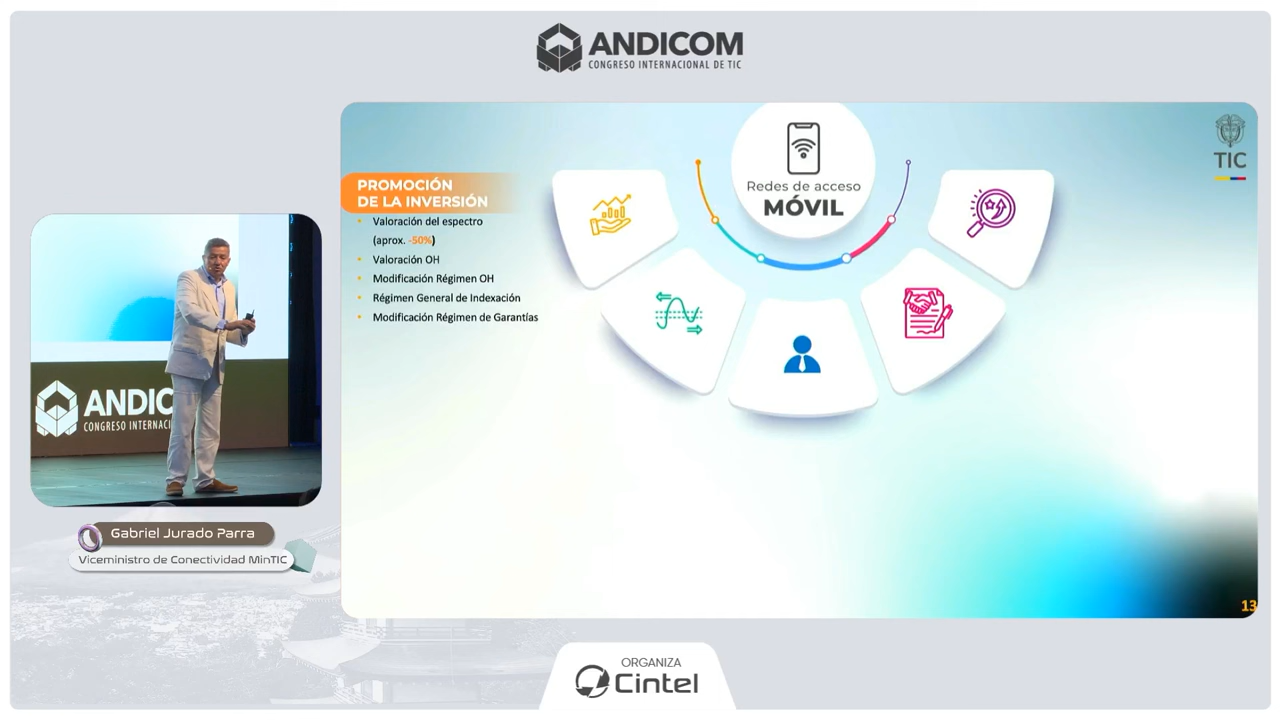 ANDICOM
CONGRESO INTERNACIONAL DE TIC
PROMOCIÓN
DE LA INVERSIÓN
Valoración del espectro
(aprox. -50%)
Valoración OH
Modificación Régimen OH
Régimen General de Indexación
Modificación Régimen de Garantías
Redes de acceso
MÓVIL
TIC
13
ANDIC
CONGRESO INTERNACI
Gabriel Jurado Parra
Viceministro de Conectividad MinTIC
ORGANIZA
Cintel